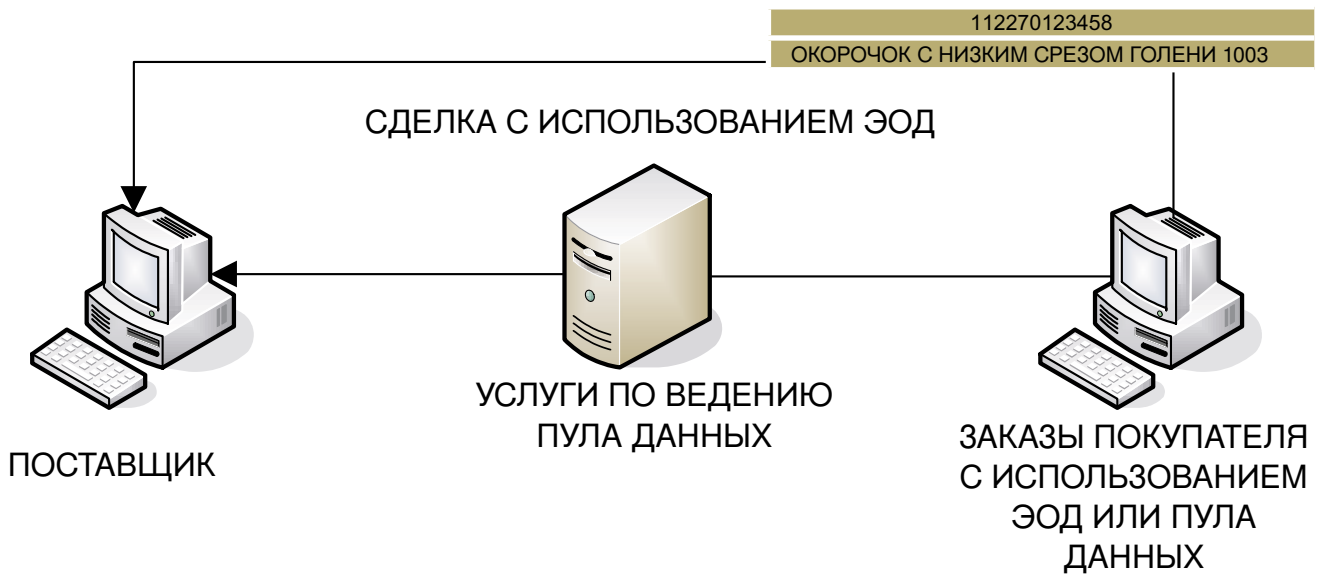 112270123458
ОКОРОЧОК С НИЗКИМ СРЕЗОМ ГОЛЕНИ 1003
СДЕЛКА С ИСПОЛЬЗОВАНИЕМ ЭОД
УСЛУГИ ПО ВЕДЕНИЮ
ПУЛА ДАННЫХ
ПОСТАВЩИК
ЗАКАЗЫ ПОКУПАТЕЛЯ
С ИСПОЛЬЗОВАНИЕМ
ЭОД ИЛИ ПУЛА
ДАННЫХ